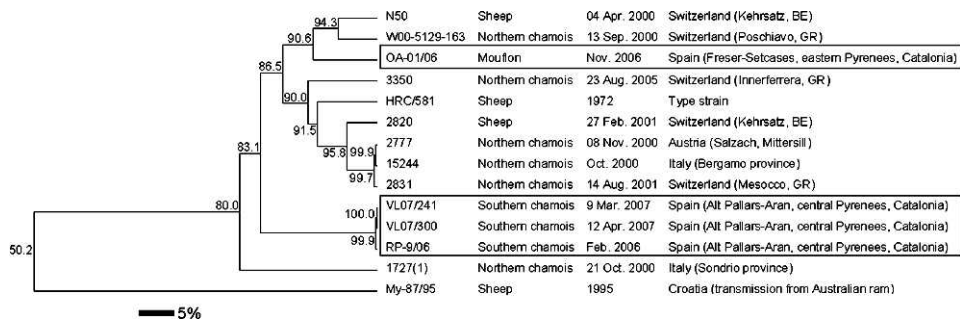 N50 Sheep 04 Apr. 2000 Switzerland (Kehrsatz, BE)
94.3
W00-5129-163 Northern chamois 13 Sep. 2000 Switzerland (Poschiavo, GR)
90.6
OA-01/06 Mouflon Nov. 2006 Spain (Freser-Setcases, eastern Pyrenees, Catalonia)
86.5
3350 Northern chamois 23 Aug. 2005 Switzerland (Innerferrera, GR)
90.0
HRC/581 Sheep 1972 Type strain
91.5
2820 Sheep 27 Feb. 2001 Switzerland (Kehrsatz, BE)
83.1
2777 Northern chamois 08 Nov. 2000 Austria (Salzach, Mittersill)
95.8 99.9
15244 Northern chamois Oct. 2000 Italy (Bergamo province)
99.7
2831 Northern chamois 14 Aug. 2001 Switzerland (Mesocco, GR)
VL07/241 Southern chamois 9 Mar. 2007 Spain (Alt Pallars-Aran, central Pyrenees, Catalonia)
80.0 100.0
VL07/300 Southern chamois 12 Apr. 2007 Spain (Alt Pallars-Aran, central Pyrenees, Catalonia)
99.9
RP-9/06 Southern chamois Feb. 2006 Spain (Alt Pallars-Aran, central Pyrenees, Catalonia)
50.2
1727(1) Northern chamois 21 Oct. 2000 Italy (Sondrio province)
My-87/95 Sheep 1995 Croatia (transmission from Australian ram)
5%